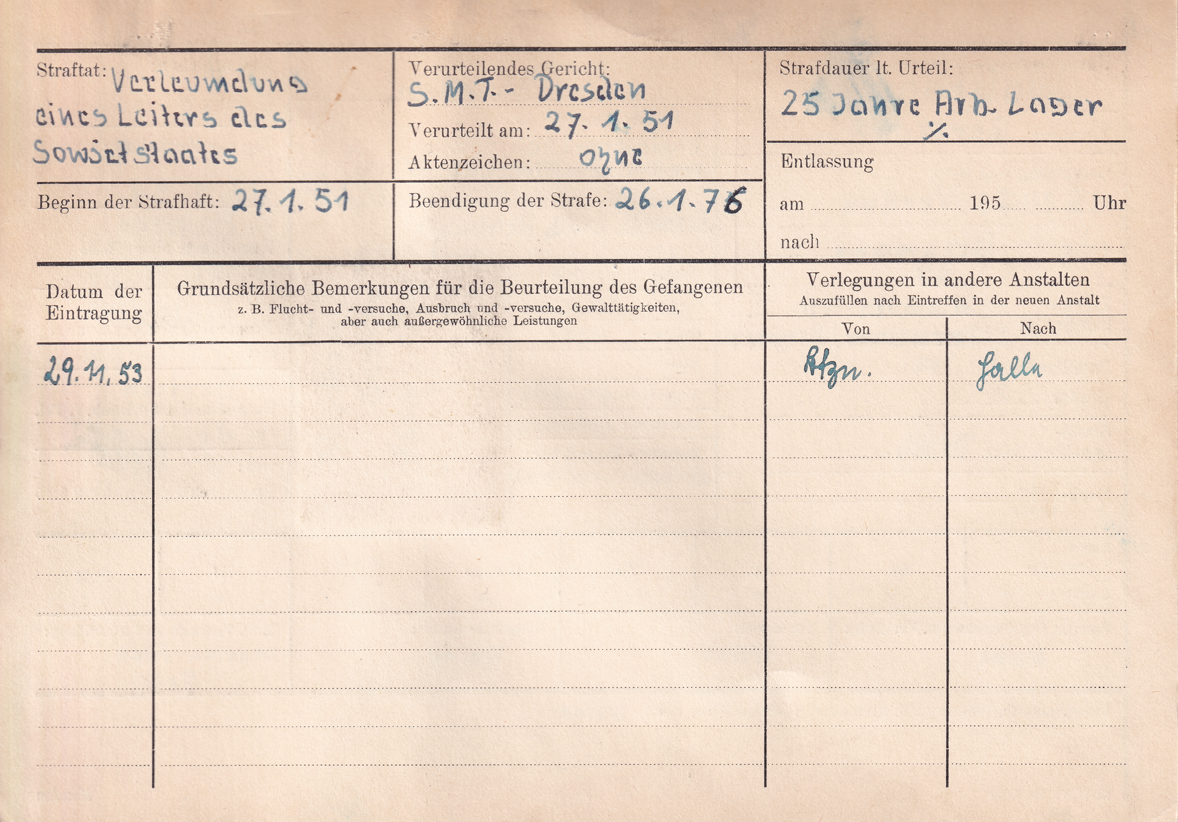 Straftat: Verleumdung
eines Leiters des
Sowjetstaates
Verurteilendes Gericht:
S.M.T. - Dresden
Verurteilt am: 27. 1. 51
Aktenzeichen: ohne
Strafdauer lt. Urteil:
25 Jahre Arb. Lager
./.
Beginn der Strafhaft: 27. 1. 51
Beendigung der Strafe: 26. 1. 76
Entlassung
am 195 Uhr
nach
Datum der
Eintragung
Grundsätzliche Bemerkungen für die Beurteilung des Gefangenen
z. B. Flucht- und -versuche, Ausbruch und -versuche, Gewalttätigkeiten,
aber auch außergewöhnliche Leistungen
Verlegungen in andere Anstalten
Auszufüllen nach Eintreffen in der neuen Anstalt
Von Nach
29. 11. 53 Btzn. Halle